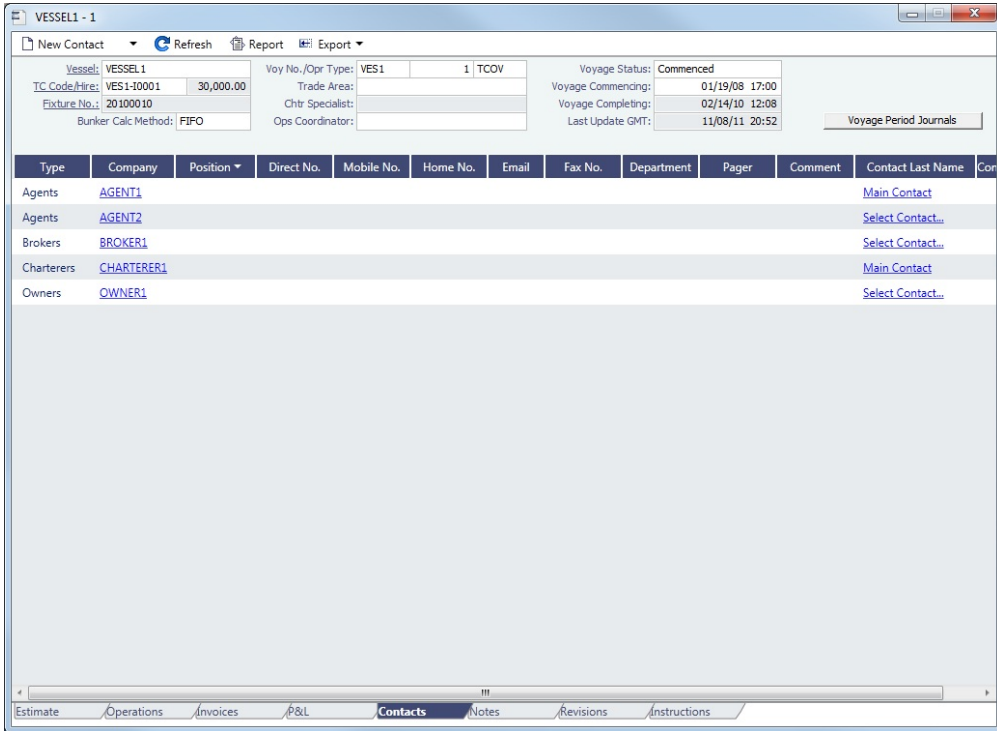 VESSEL1 - 1
New Contact Refresh Report Export
Vessel: VESSEL1 Voy No./Opr Type: VES1 1 TCOV Voyage Status: Commenced
TC Code/Hire: VES1-I0001 30,000.00 Trade Area: Voyage Commencing: 01/19/08 17:00
Fixture No.: 20100010 Chtr Specialist: Voyage Completing: 02/14/10 12:08
Bunker Calc Method: FIFO Ops Coordinator: Last Update GMT: 11/08/11 20:52 Voyage Period Journals
Type Company Position Direct No. Mobile No. Home No. Email Fax No. Department Pager Comment Contact Last Name Con
Agents AGENT1 Main Contact
Agents AGENT2 Select Contact...
Brokers BROKER1 Select Contact...
Charterers CHARTERER1 Main Contact
Owners OWNER1 Select Contact...
Estimate Operations Invoices P&L Contacts Notes Revisions Instructions